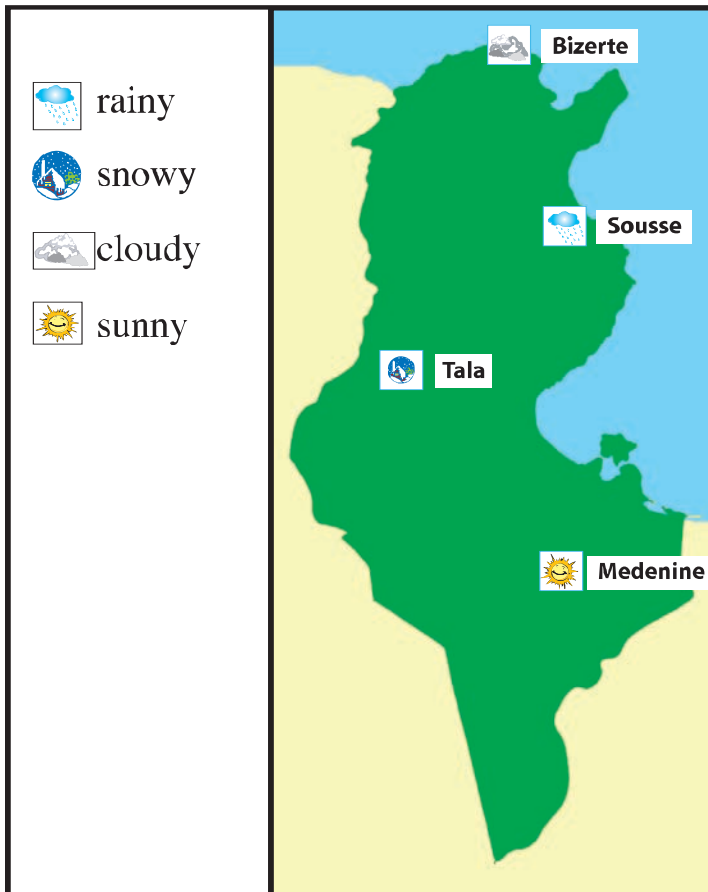 rainy
snowy
cloudy
sunny
Bizerte
Sousse
Tala
Medenine